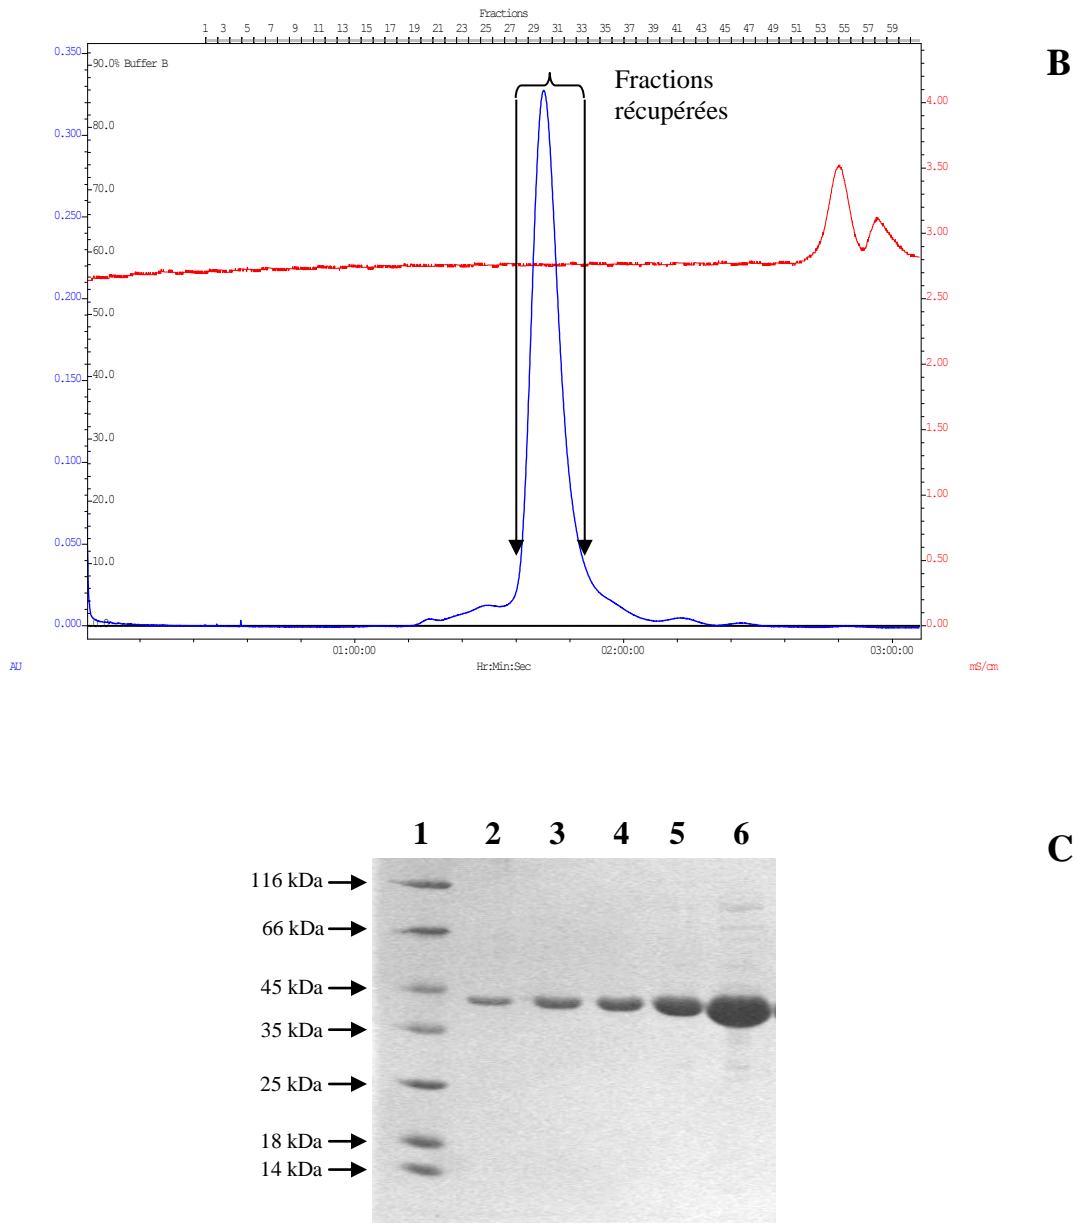 Fractions
1 3 5 7 9 11 13 15 17 19 21 23 25 27 29 31 33 35 37 39 41 43 45 47 49 51 53 55 57 59
B
0.350
0.300
0.250
0.200
0.150
0.100
0.050
0.000
90.0% Buffer B
80.0
70.0
60.0
50.0
40.0
30.0
20.0
10.0
Fractions
récupérées
4.00
3.50
3.00
2.50
2.00
1.50
1.00
0.50
0.00
01:00:00 02:00:00 03:00:00
AU Hr:Min:Sec mS/cm
1 2 3 4 5 6
C
116 kDa
66 kDa
45 kDa
35 kDa
25 kDa
18 kDa
14 kDa